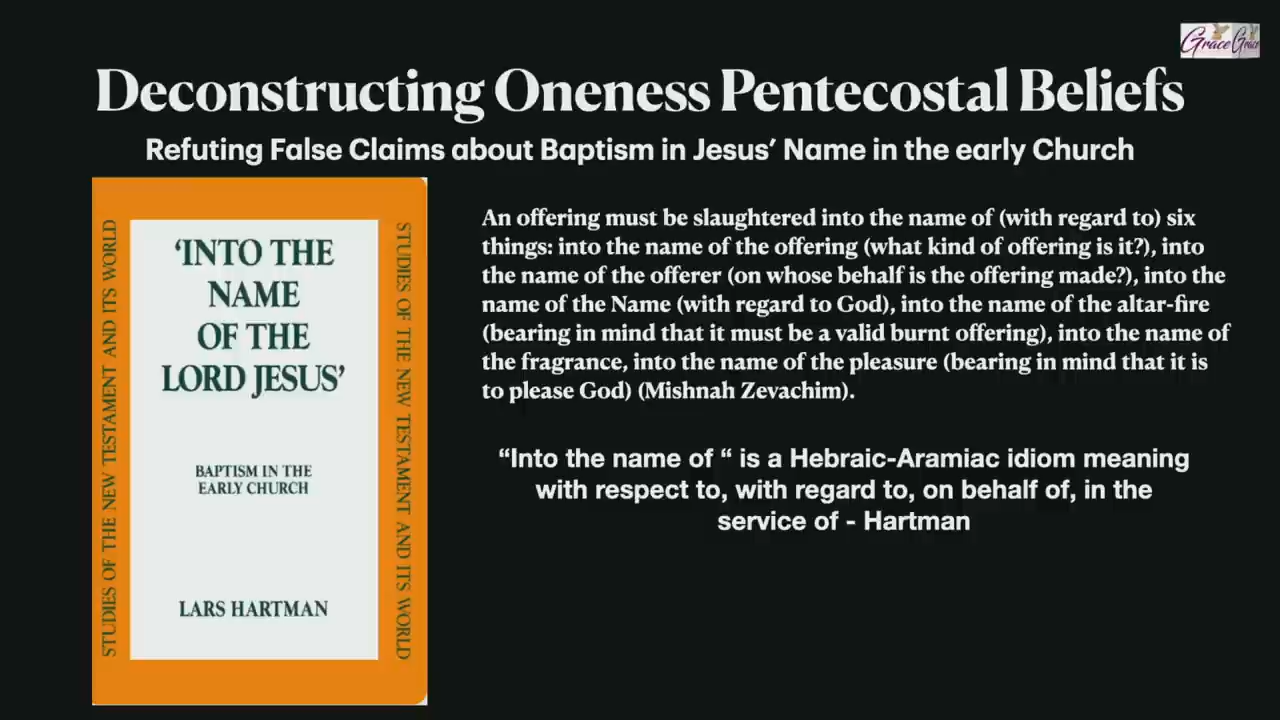 Grace Grace
Deconstructing Oneness Pentecostal Beliefs
Refuting False Claims about Baptism in Jesus’ Name in the early Church
STUDIES OF THE NEW TESTAMENT AND ITS WORLD
‘INTO THE
NAME
OF THE
LORD JESUS’
BAPTISM IN THE
EARLY CHURCH
LARS HARTMAN
STUDIES OF THE NEW TESTAMENT AND ITS WORLD
An offering must be slaughtered into the name of (with regard to) six
things: into the name of the offering (what kind of offering is it?), into
the name of the offerer (on whose behalf is the offering made?), into the
name of the Name (with regard to God), into the name of the altar-fire
(bearing in mind that it must be a valid burnt offering), into the name of
the fragrance, into the name of the pleasure (bearing in mind that it is
to please God) (Mishnah Zevachim).
“Into the name of “ is a Hebraic-Aramiac idiom meaning
with respect to, with regard to, on behalf of, in the
service of - Hartman